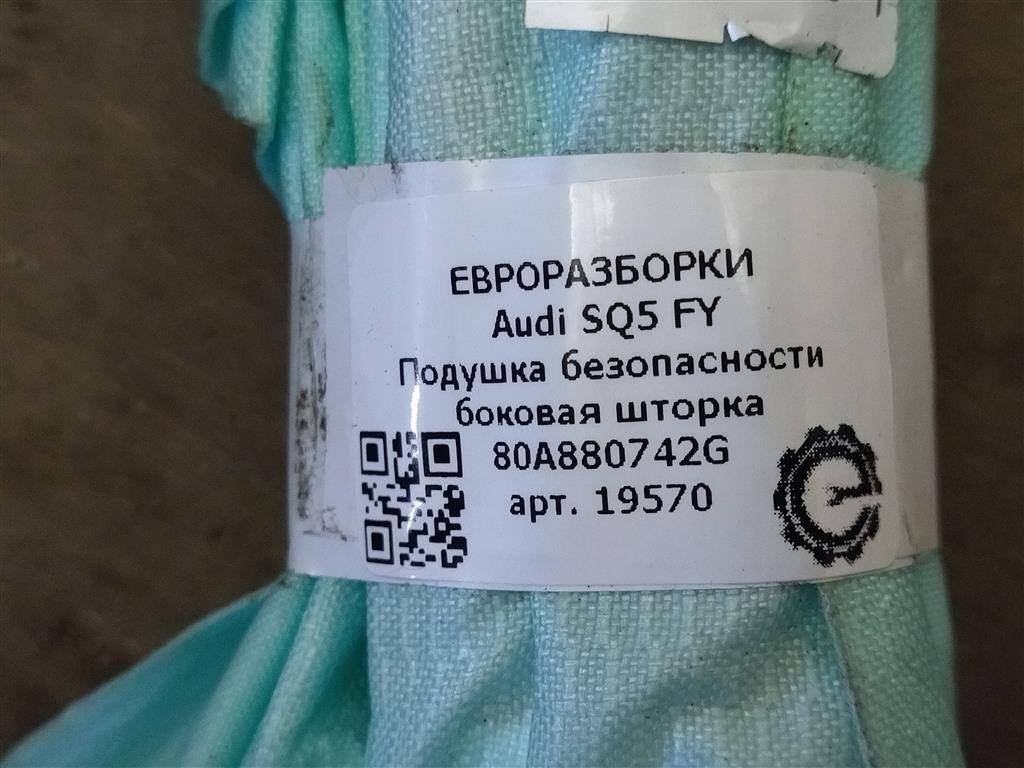 ЕВРОРАЗБОРКИ
Audi SQ5 FY
Подушка безопасности
боковая шторка
80A880742G
арт. 19570